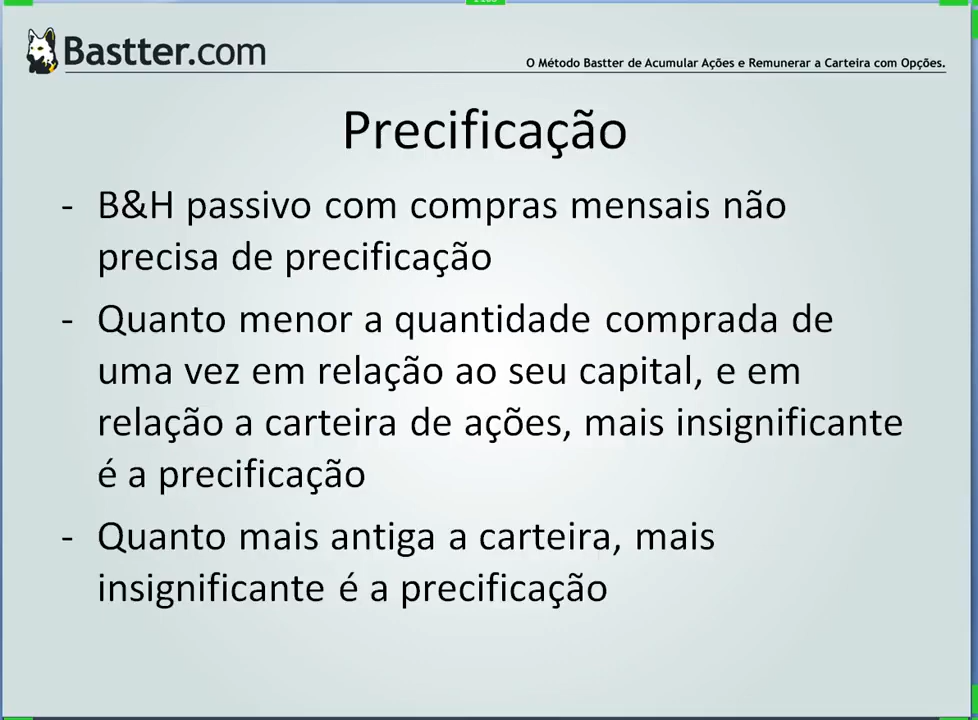 Bastter.com
O Método Bastter de Acumular Ações e Remunerar a Carteira com Opções.
Precificação
- B&H passivo com compras mensais não
precisa de precificação
- Quanto menor a quantidade comprada de
uma vez em relação ao seu capital, e em
relação a carteira de ações, mais insignificante
é a precificação
- Quanto mais antiga a carteira, mais
insignificante é a precificação